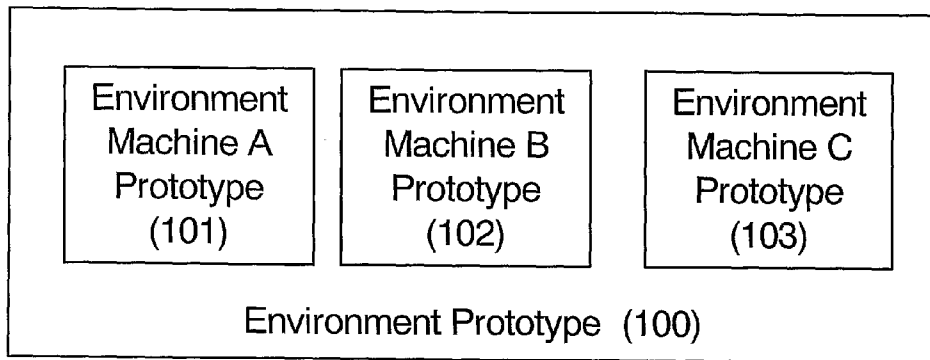 Environment
Machine A
Prototype
(101)
Environment
Machine B
Prototype
(102)
Environment
Machine C
Prototype
(103)
Environment Prototype (100)